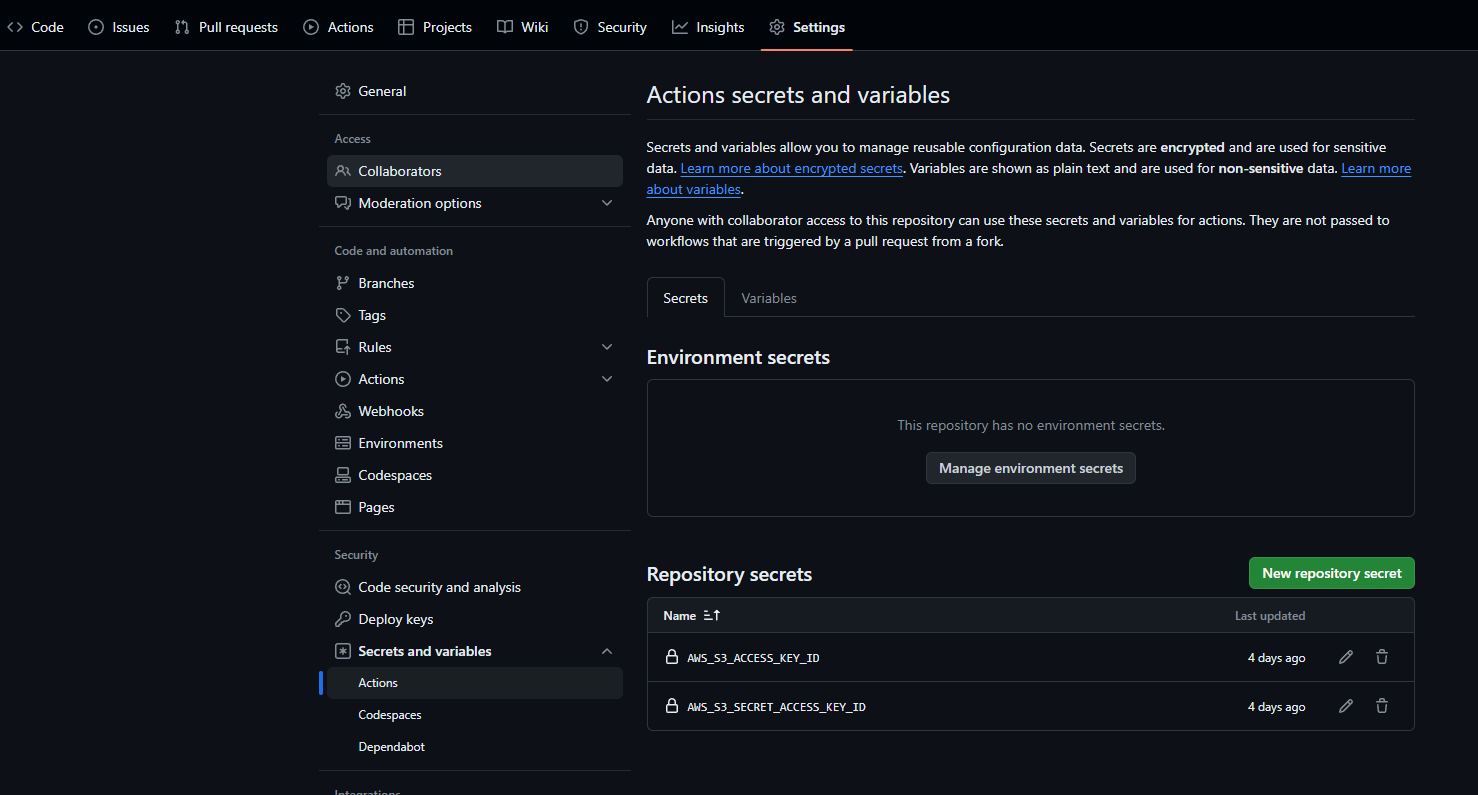 Code Issues Pull requests Actions Projects Wiki Security Insights Settings
General
Access
Collaborators
Moderation options
Code and automation
Branches
Tags
Rules
Actions
Webhooks
Environments
Codespaces
Pages
Security
Code security and analysis
Deploy keys
Secrets and variables
Actions
Codespaces
Dependabot
Integrations
Actions secrets and variables
Secrets and variables allow you to manage reusable configuration data. Secrets are encrypted and are used for sensitive
data. Learn more about encrypted secrets. Variables are shown as plain text and are used for non-sensitive data. Learn more
about variables.
Anyone with collaborator access to this repository can use these secrets and variables for actions. They are not passed to
workflows that are triggered by a pull request from a fork.
Secrets Variables
Environment secrets
This repository has no environment secrets.
Manage environment secrets
Repository secrets New repository secret
Name Last updated
AWS_S3_ACCESS_KEY_ID 4 days ago
AWS_S3_SECRET_ACCESS_KEY_ID 4 days ago